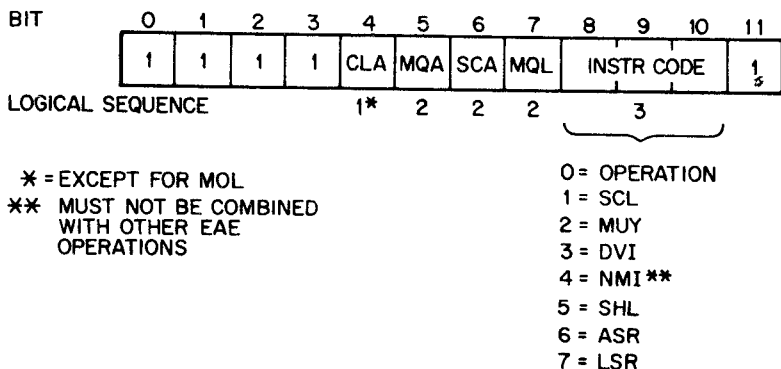 BIT 0 1 2 3 4 5 6 7 8 9 10 11
1 1 1 1 CLA MQA SCA MQL INSTR CODE 1
LOGICAL SEQUENCE 1* 2 2 2 3
* = EXCEPT FOR MOL
** MUST NOT BE COMBINED
WITH OTHER EAE
OPERATIONS
0 = OPERATION
1 = SCL
2 = MUY
3 = DVI
4 = NMI**
5 = SHL
6 = ASR
7 = LSR